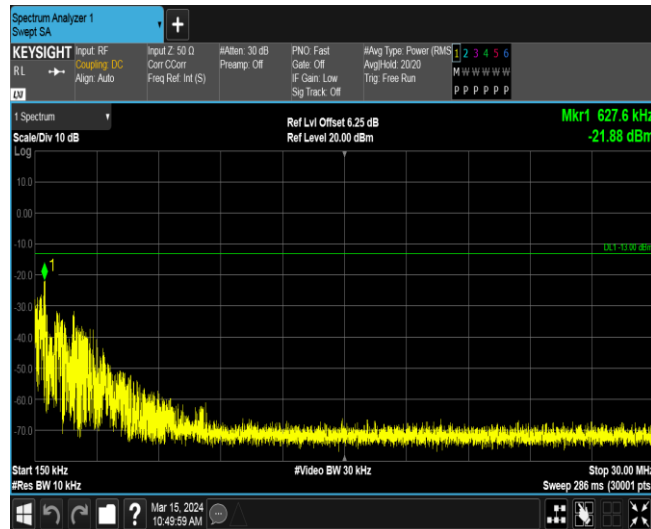 Spectrum Analyzer 1
Swept SA
+
KEYSIGHT
RL
LXI
Input: RF
Coupling: DC
Align: Auto
Input Z: 50 Ω
Corr CCorr
Freq Ref: Int (S)
#Atten: 30 dB
Preamp: Off
PNO: Fast
Gate: Off
IF Gain: Low
Sig Track: Off
#Avg Type: Power (RMS
Avg|Hold: 20/20
Trig: Free Run
1 2 3 4 5 6
M W W W W W
P P P P P P
1 Spectrum
Scale/Div 10 dB
Log
Ref Lvl Offset 6.25 dB
Ref Level 20.00 dBm
Mkr1 627.6 kHz
-21.88 dBm
10.0
0.00
-10.0
DL1 -13.00 dBm
1
-20.0
-30.0
-40.0
-50.0
-60.0
-70.0
Start 150 kHz
#Video BW 30 kHz
Stop 30.00 MHz
#Res BW 10 kHz
Sweep 286 ms (30001 pts
?
Mar 15, 2024
10:49:59 AM